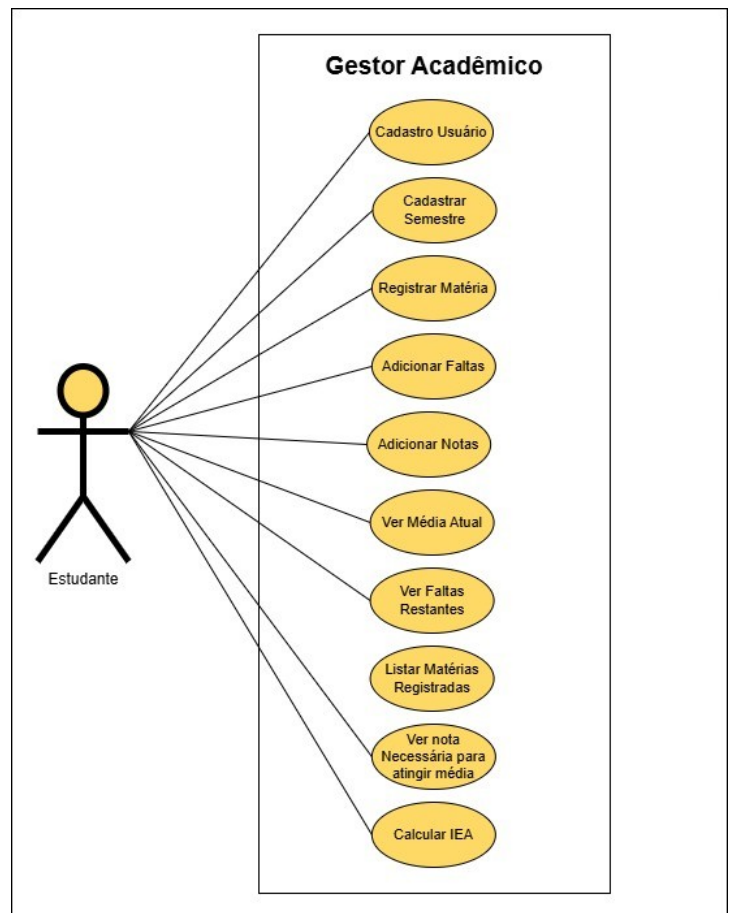 Gestor Acadêmico
Cadastro Usuário
Cadastrar
Semestre
Registrar Matéria
Adicionar Faltas
Adicionar Notas
Ver Média Atual
Estudante
Ver Faltas
Restantes
Listar Matérias
Registradas
Ver nota
Necessária para
atingir média
Calcular IEA